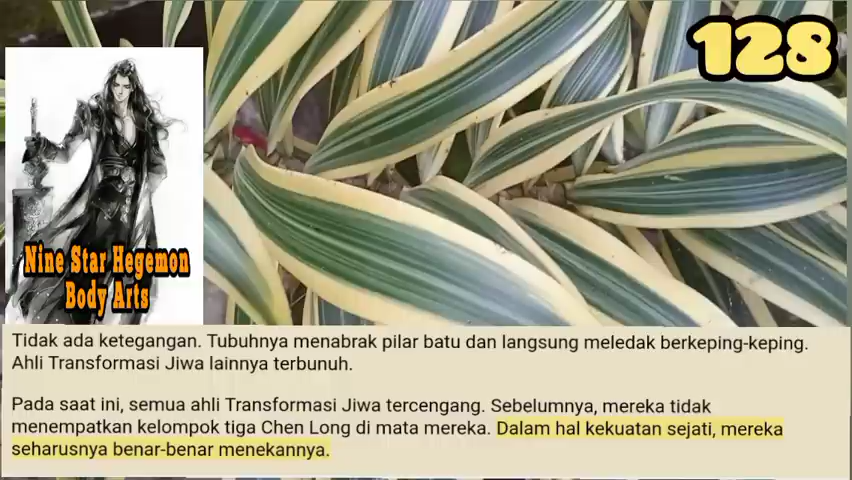 128
Nine Star Hegemon
Body Arts
Tidak ada ketegangan. Tubuhnya menabrak pilar batu dan langsung meledak berkeping-keping.
Ahli Transformasi Jiwa lainnya terbunuh.
Pada saat ini, semua ahli Transformasi Jiwa tercengang. Sebelumnya, mereka tidak
menempatkan kelompok tiga Chen Long di mata mereka. Dalam hal kekuatan sejati, mereka
seharusnya benar-benar menekannya.